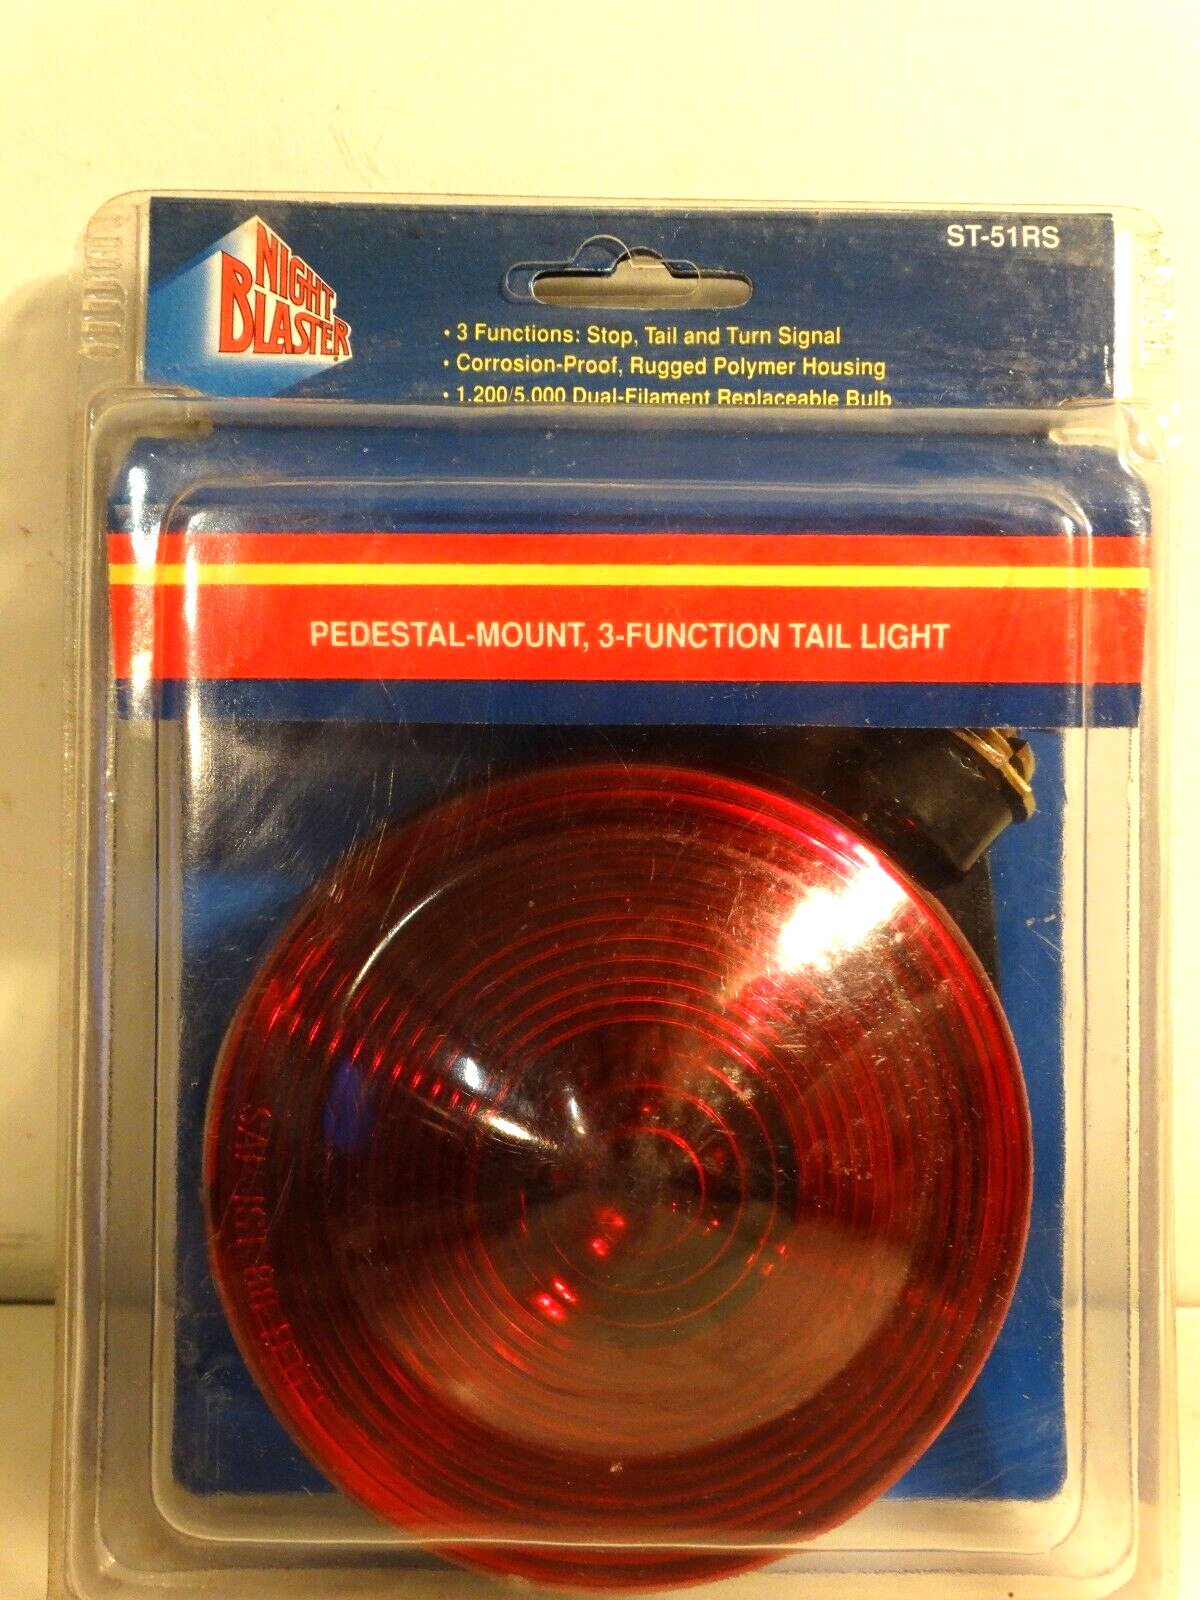 ST-51RS
NIGHT
BLASTER
• 3 Functions: Stop, Tail and Turn Signal
• Corrosion-Proof, Rugged Polymer Housing
• 1,200/5,000 Dual-Filament Replaceable Bulb
PEDESTAL-MOUNT, 3-FUNCTION TAIL LIGHT